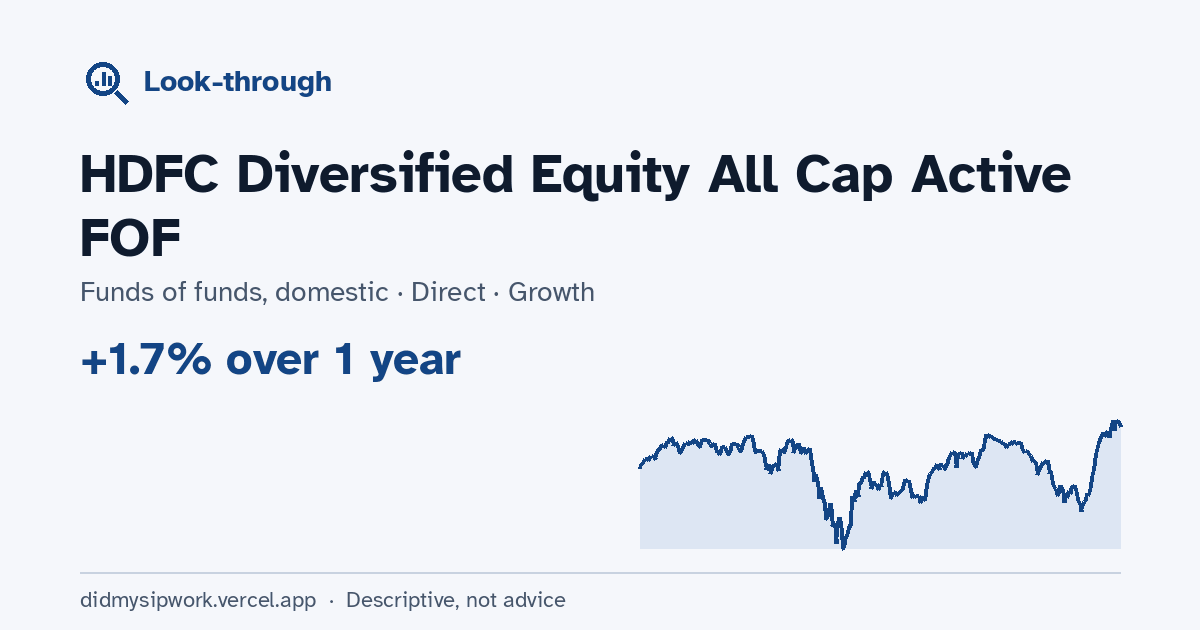 Look-through
HDFC Diversified Equity All Cap Active
FOF
Funds of funds, domestic · Direct · Growth
+1.7% over 1 year
didmysipwork.vercel.app · Descriptive, not advice